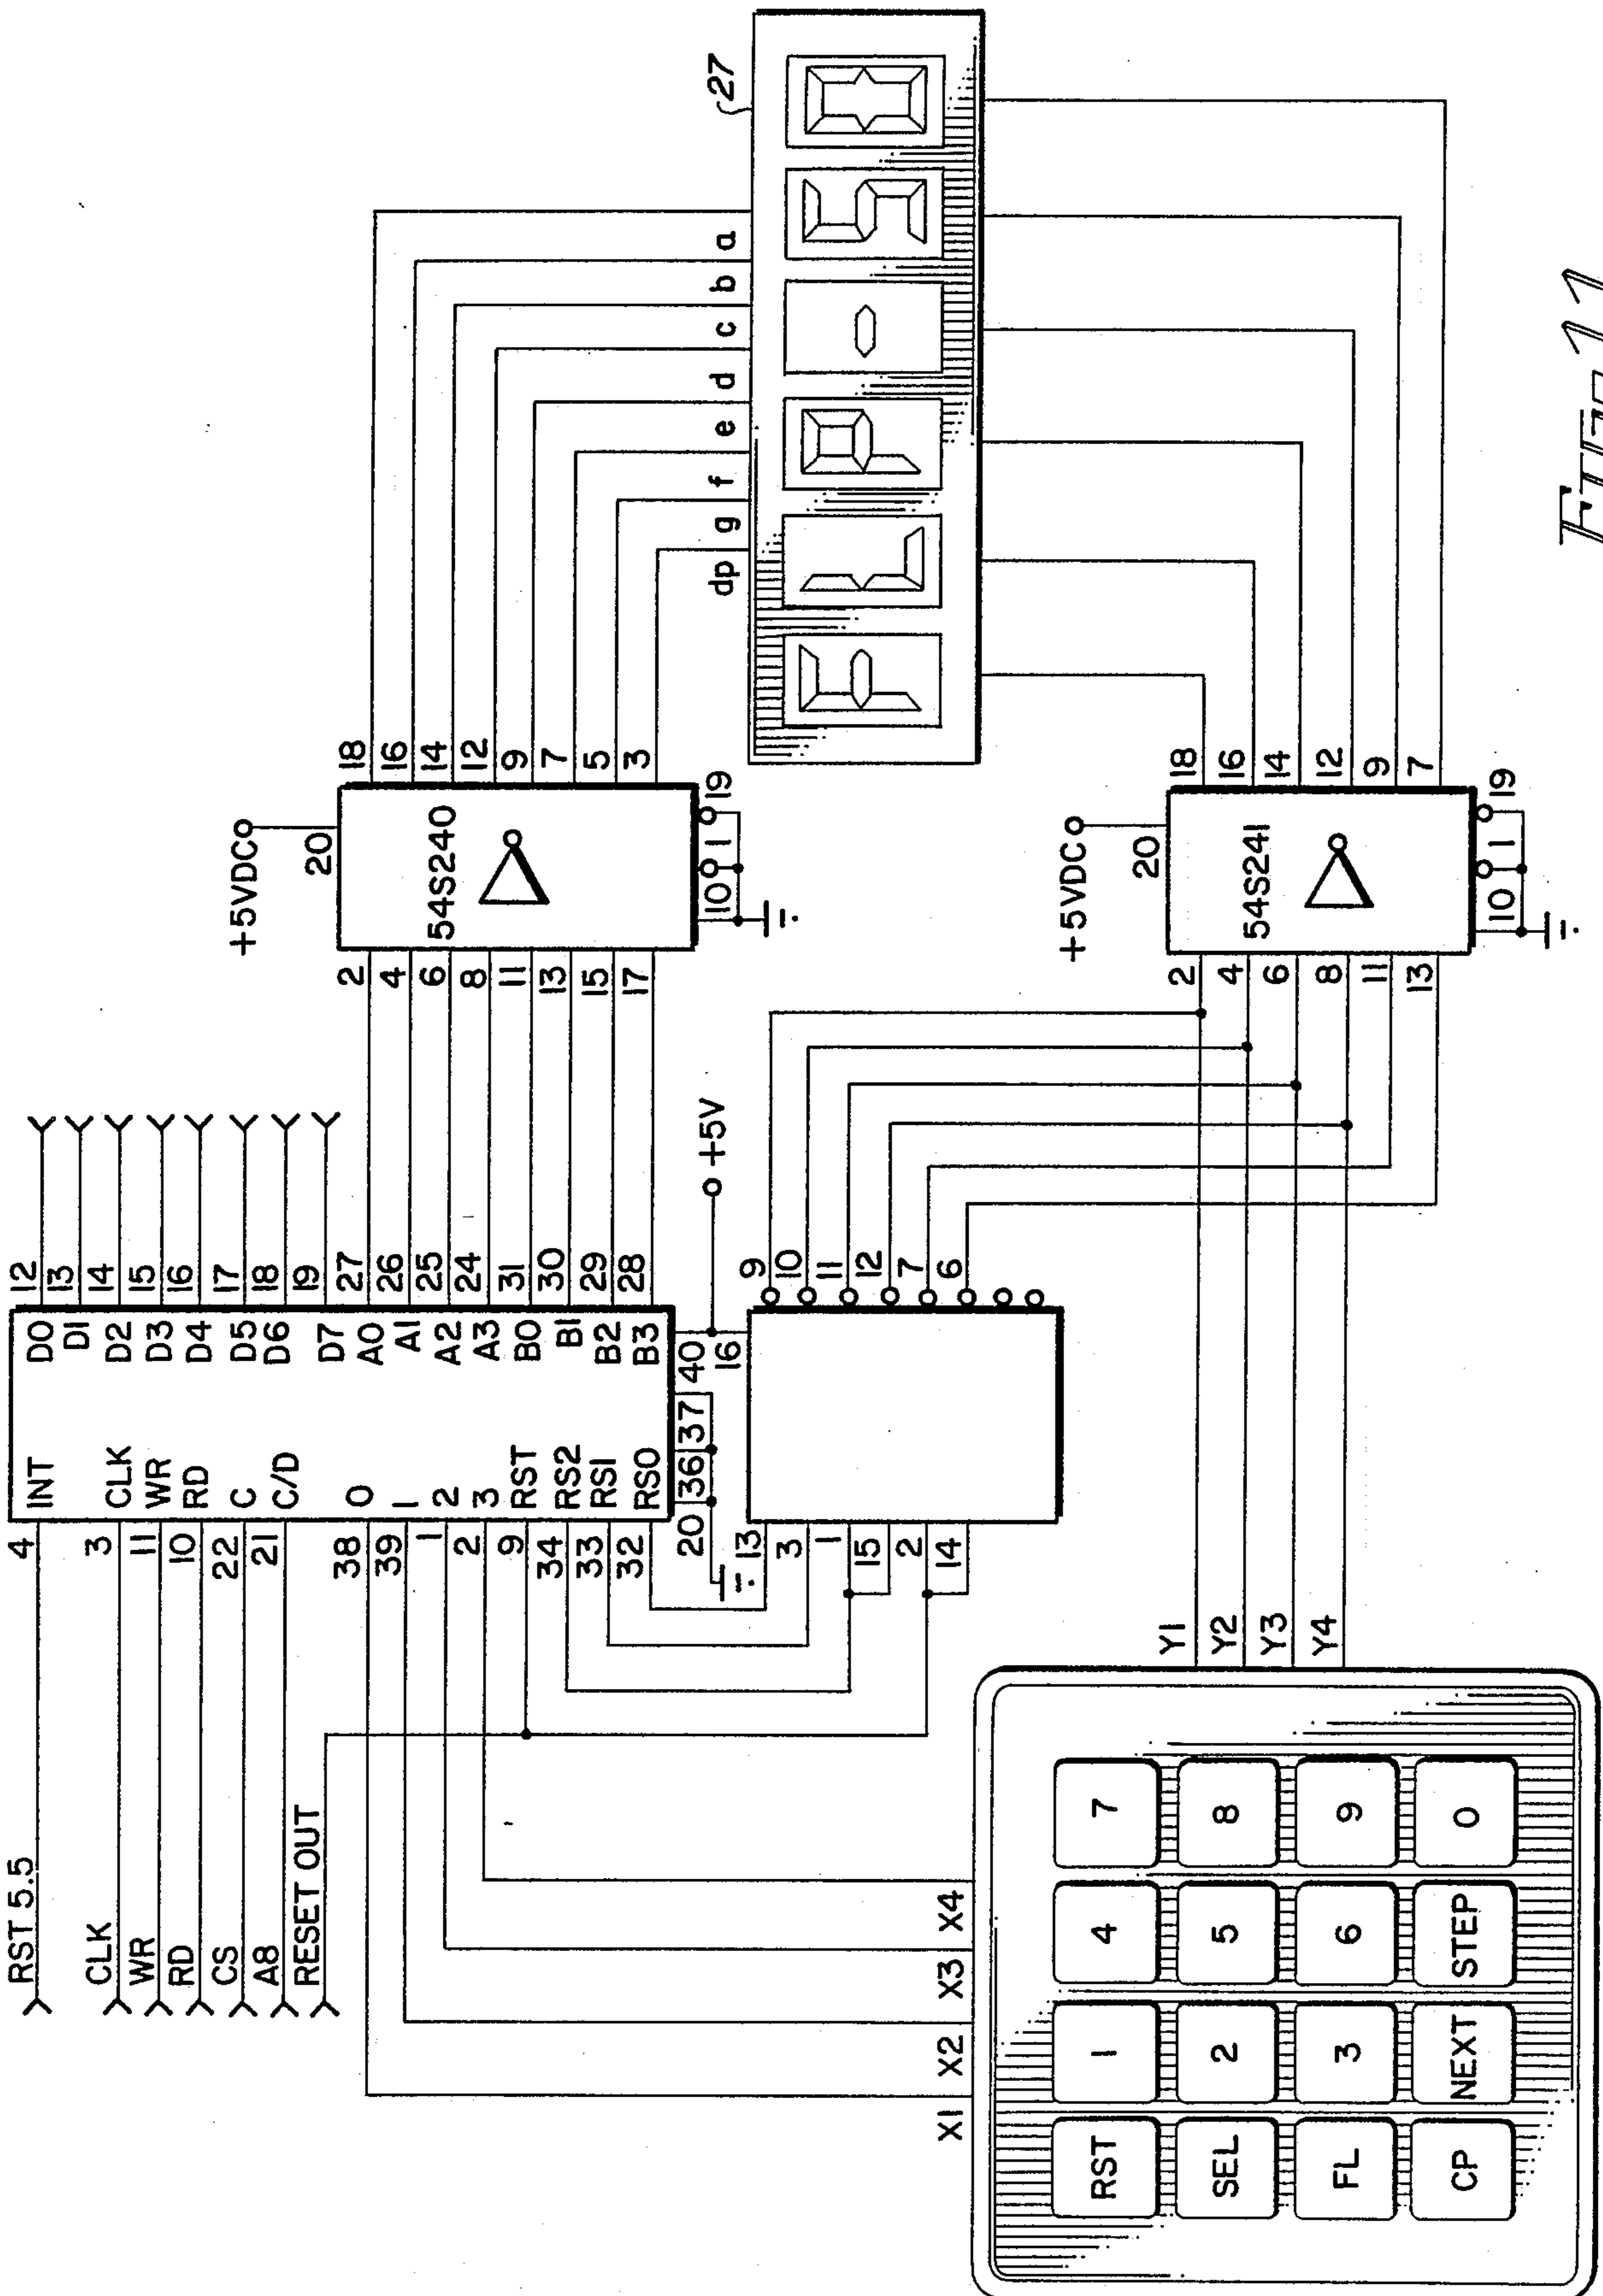 RST 5.5
CLK
WR
RD
CS
A8
RESET OUT
4
3
11
10
22
21
38
39
1
2
9
34
33
32
INT
CLK
WR
RD
C
C/D
0
1
2
3
RST
RS2
RS1
RS0
D0
D1
D2
D3
D4
D5
D6
D7
A0
A1
A2
A3
B0
B1
B2
B3
12
13
14
15
16
17
18
19
27
26
25
24
31
30
29
28
20 36 37 40
+5V
16
13
3
1
15
2
14
9
10
11
12
7
6
+5VDC
20
54S240
2
4
6
8
11
13
15
17
18
16
14
12
9
7
5
3
10 1 19
dp g f e d c b a
27
FLP-50
+5VDC
20
54S241
2
4
6
8
11
13
18
16
14
12
9
7
10 1 19
X1 X2 X3 X4
Y1
Y2
Y3
Y4
RST 1 4 7
SEL 2 5 8
FL 3 6 9
CP NEXT STEP 0
FIG. 11